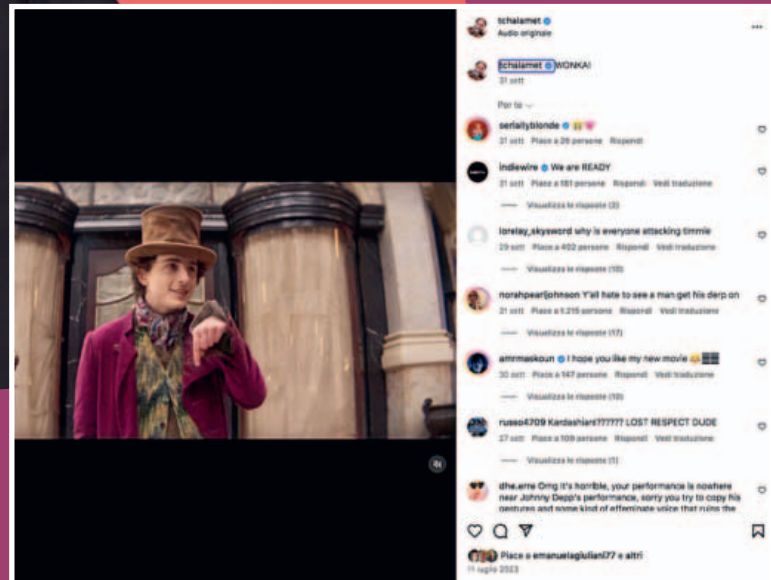 tchalamet
Audio originale
tchalamet WONKA!
31 sett
Per te
seriallyblonde
31 sett Piace a 28 persone Rispondi
indiewire We are READY
31 sett Piace a 181 persone Rispondi Vedi traduzione
Visualizza le risposte (2)
lorelay_skysword why is everyone attacking timmie
29 sett Piace a 402 persone Rispondi Vedi traduzione
Visualizza le risposte (10)
norahpearljohnson Y'all hate to see a man get his derp on
31 sett Piace a 1.215 persone Rispondi Vedi traduzione
Visualizza le risposte (17)
amrmaskoun I hope you like my new movie
30 sett Piace a 147 persone Rispondi Vedi traduzione
Visualizza le risposte (10)
russo4709 Kardashian?????? LOST RESPECT DUDE
27 sett Piace a 109 persone Rispondi Vedi traduzione
Visualizza le risposte (1)
dhe.erre Omg it's horrible, your performance is nowhere
near Johnny Depp's performance, sorry you try to copy his
gestures and some kind of effeminate voice that ruins the
Piace a emanuelagiuliani77 e altri
11 luglio 2023